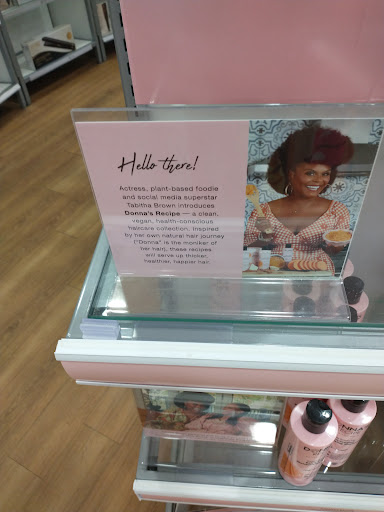 Hello there!
Actress, plant-based foodie
and social media superstar
Tabitha Brown introduces
Donna's Recipe — a clean,
vegan, health-conscious
haircare collection. Inspired
by her own natural hair journey
("Donna" is the moniker of
her hair), these recipes
will serve up thicker,
healthier, happier hair.